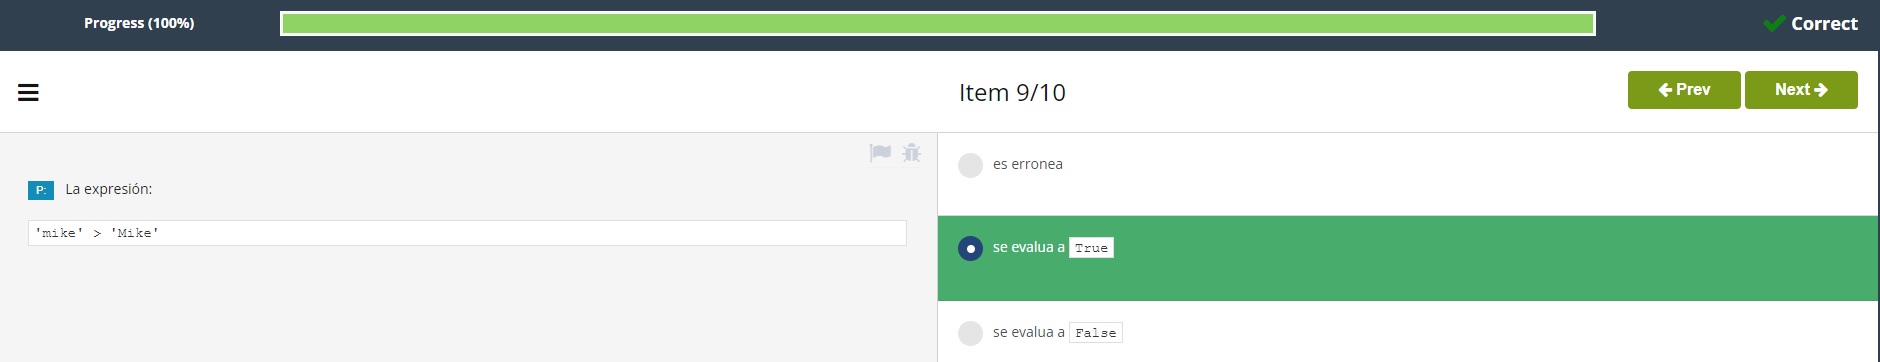 Progress (100%)
Correct
Item 9/10
Prev
Next
P: La expresión:
'mike' > 'Mike'
es erronea
se evalua a True
se evalua a False